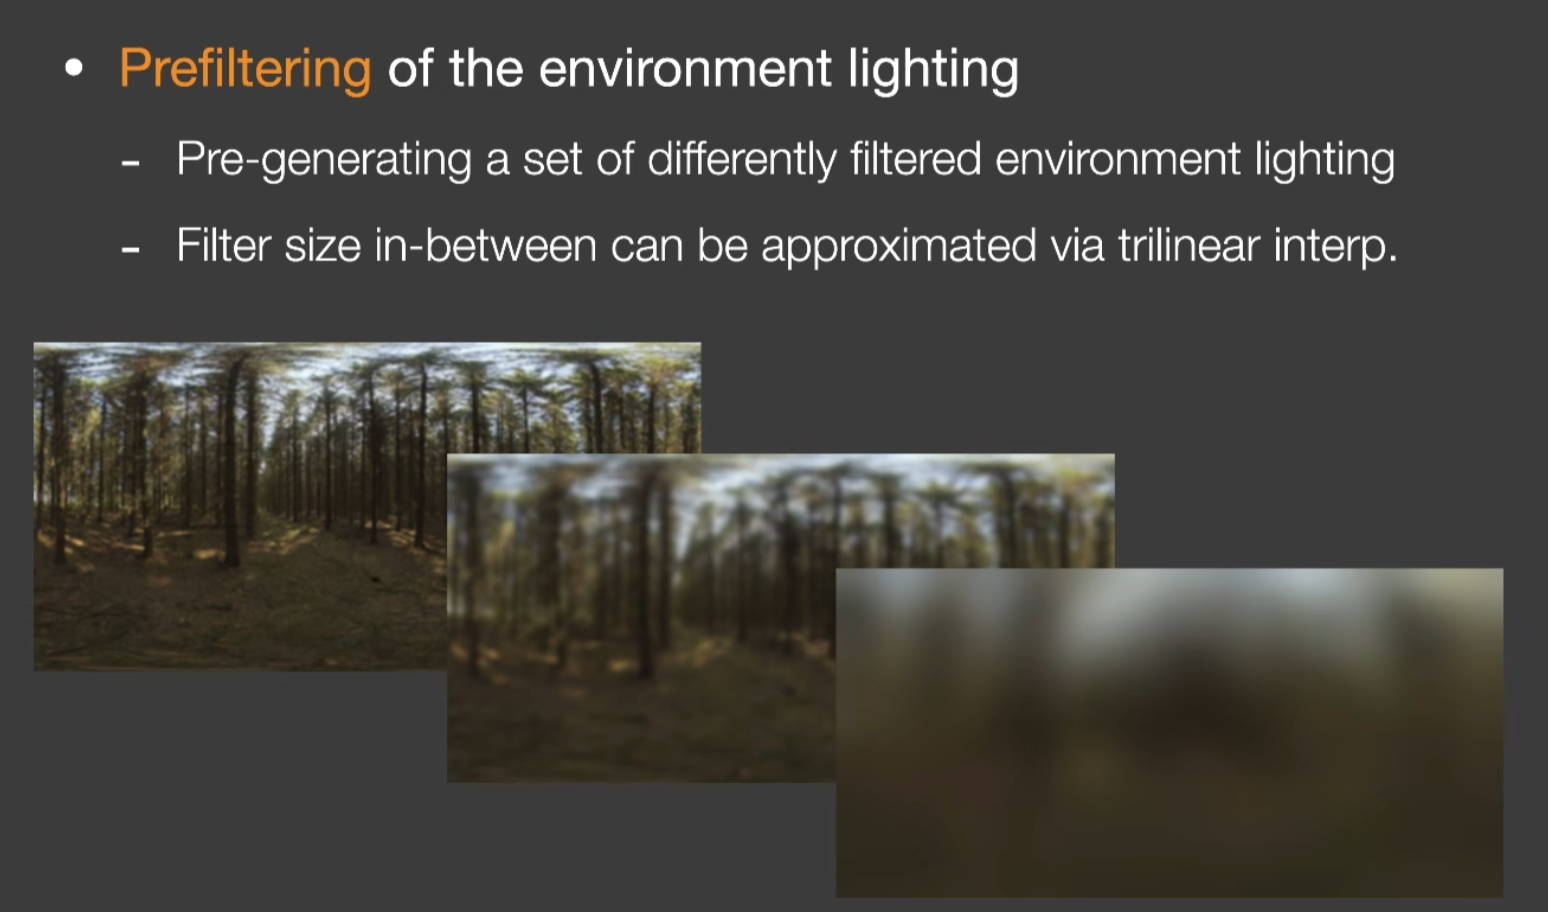 • Prefiltering of the environment lighting
- Pre-generating a set of differently filtered environment lighting
- Filter size in-between can be approximated via trilinear interp.